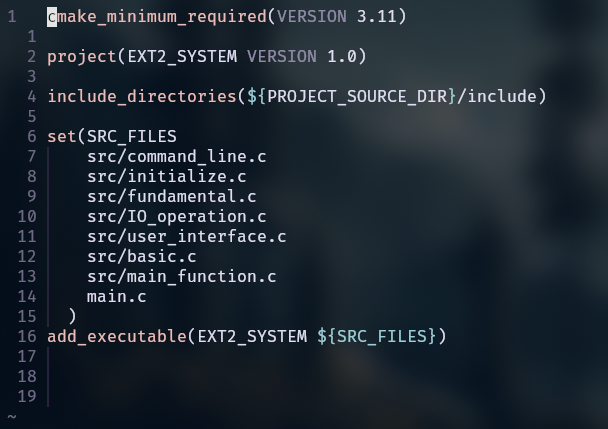 1 cmake_minimum_required(VERSION 3.11)
1
2 project(EXT2_SYSTEM VERSION 1.0)
3
4 include_directories(${PROJECT_SOURCE_DIR}/include)
5
6 set(SRC_FILES
7     src/command_line.c
8     src/initialize.c
9     src/fundamental.c
10     src/IO_operation.c
11     src/user_interface.c
12     src/basic.c
13     src/main_function.c
14     main.c
15   )
16 add_executable(EXT2_SYSTEM ${SRC_FILES})
17
18
19
~